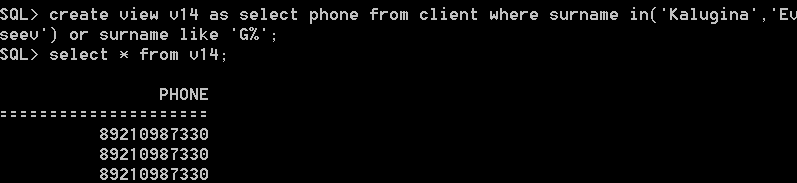 SQL> create view v14 as select phone from client where surname in('Kalugina','Ev
seev') or surname like 'G%';
SQL> select * from v14;
PHONE
=====================
89210987330
89210987330
89210987330